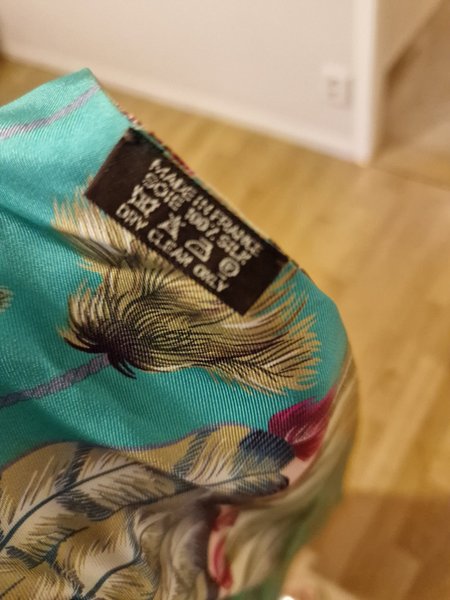 MADE IN FRANCE
SOIE 100% SILK
P
DRY CLEAN ONLY